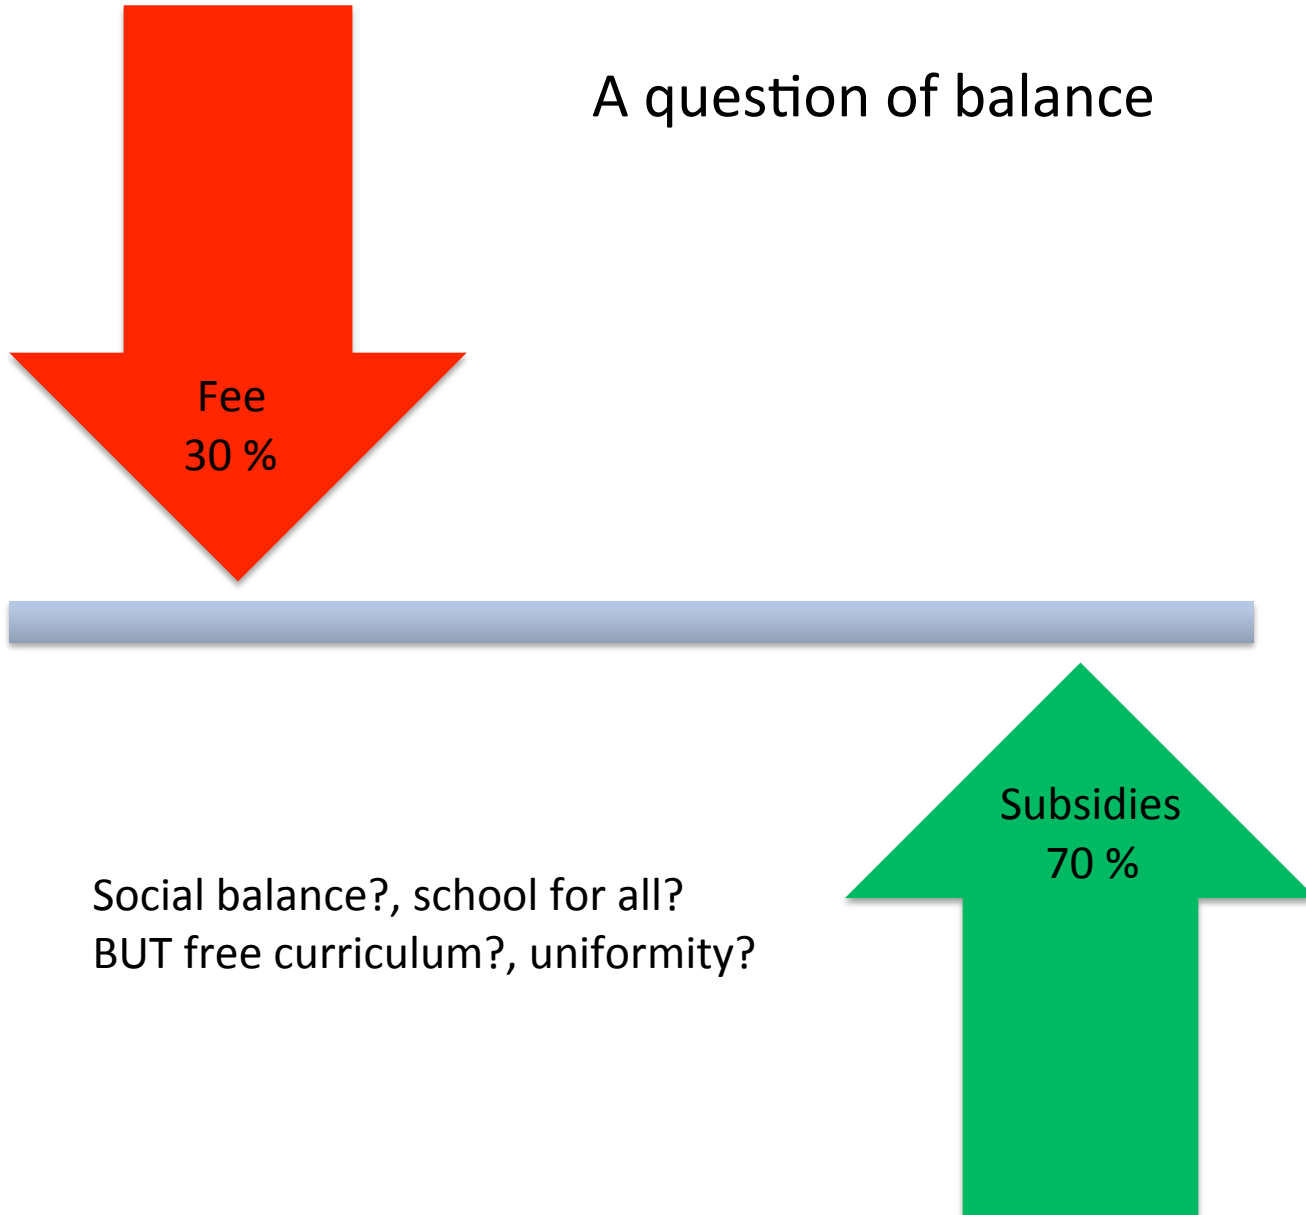 A question of balance
Fee
30 %
Subsidies
70 %
Social balance?, school for all?
BUT free curriculum?, uniformity?